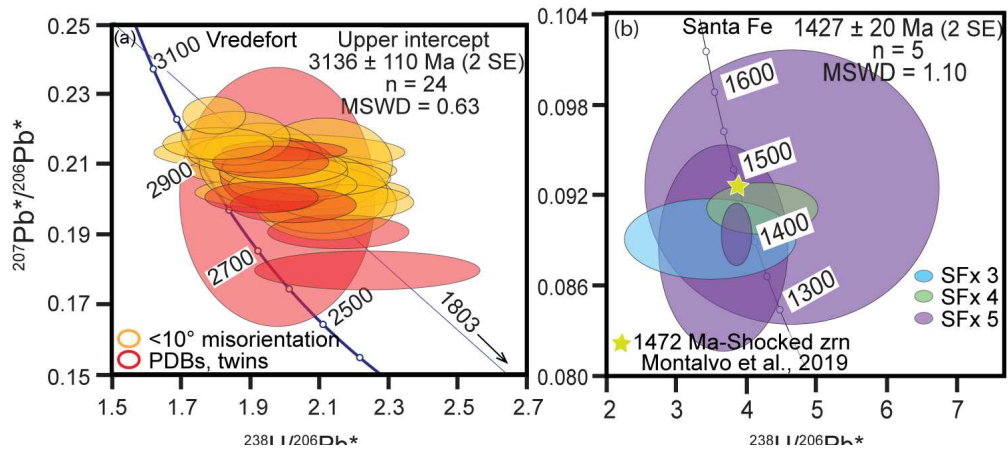 (a)
Vredefort
Upper intercept
3136 ± 110 Ma (2 SE)
n = 24
MSWD = 0.63
0.25
0.23
0.21
0.19
0.17
0.15
207Pb*/206Pb*
3100
2900
2700
2500
1803
<10° misorientation
PDBs, twins
1.5 1.7 1.9 2.1 2.3 2.5 2.7
238U/206Pb*
(b)
Santa Fe
1427 ± 20 Ma (2 SE)
n = 5
MSWD = 1.10
0.104
0.098
0.092
0.086
0.080
1600
1500
1400
1300
SFx 3
SFx 4
SFx 5
1472 Ma-Shocked zrn
Montalvo et al., 2019
2 3 4 5 6 7
238U/206Pb*